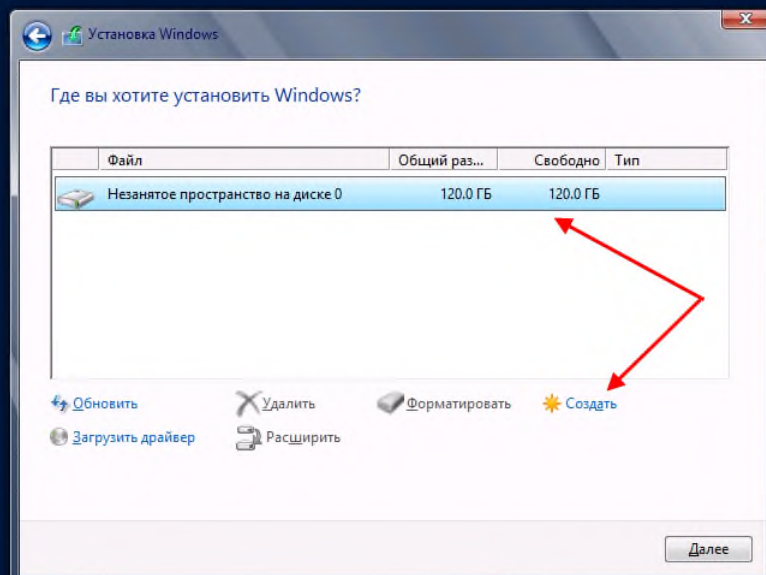 Установка Windows
Где вы хотите установить Windows?
Файл Общий раз... Свободно Тип
Незанятое пространство на диске 0 120.0 ГБ 120.0 ГБ
Обновить Удалить Форматировать Создать
Загрузить драйвер Расширить
Далее